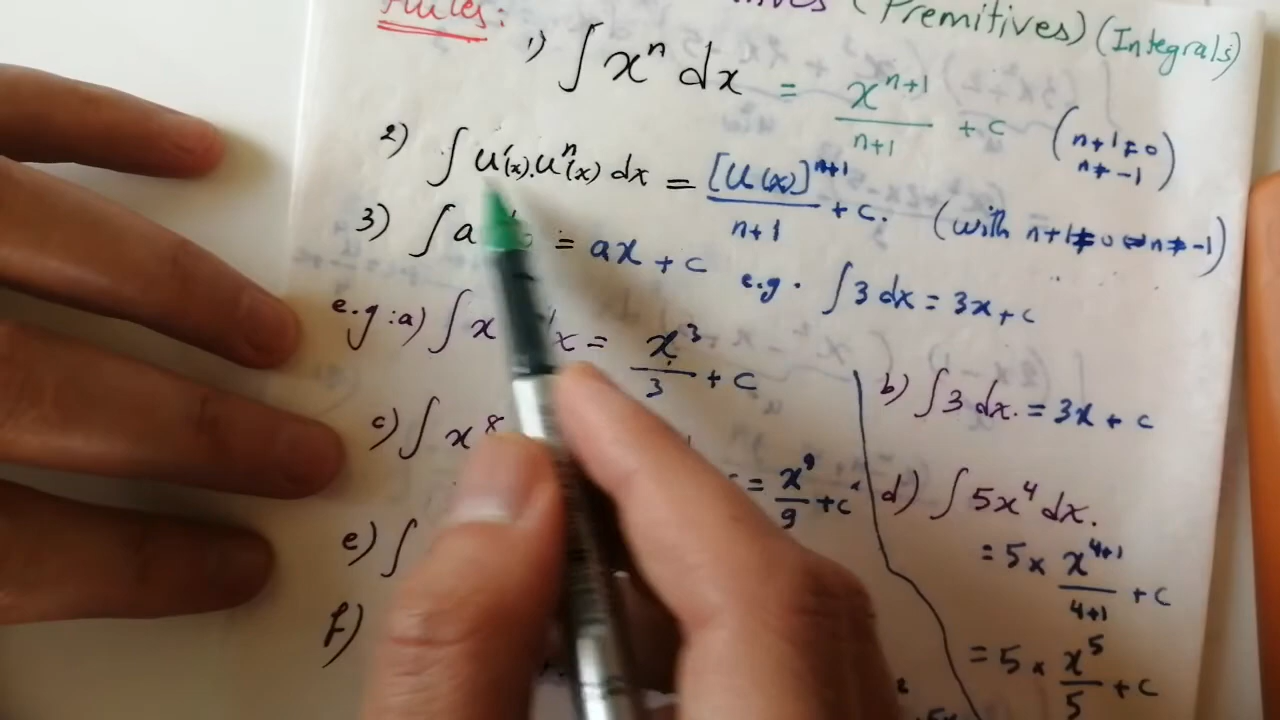 Rules: (Premitives) (Integrals)
1) ∫ xⁿ dx = xⁿ⁺¹/n+1 + c (n+1≠0 n≠-1)
2) ∫ u'(x).uⁿ(x) dx = [u(x)]ⁿ⁺¹/n+1 + c. (with n+1≠0 ⇔ n≠-1)
3) ∫ a = ax + c e.g. ∫ 3 dx = 3x + c
e.g: a) ∫ x dx = x³/3 + c
b) ∫ 3 dx. = 3x + c
c) ∫ x⁸ = x⁹/9 + c
d) ∫ 5x⁴ dx.
= 5 × x⁴⁺¹/4+1 + c
= 5 × x⁵/5 + c
e) ∫
f)